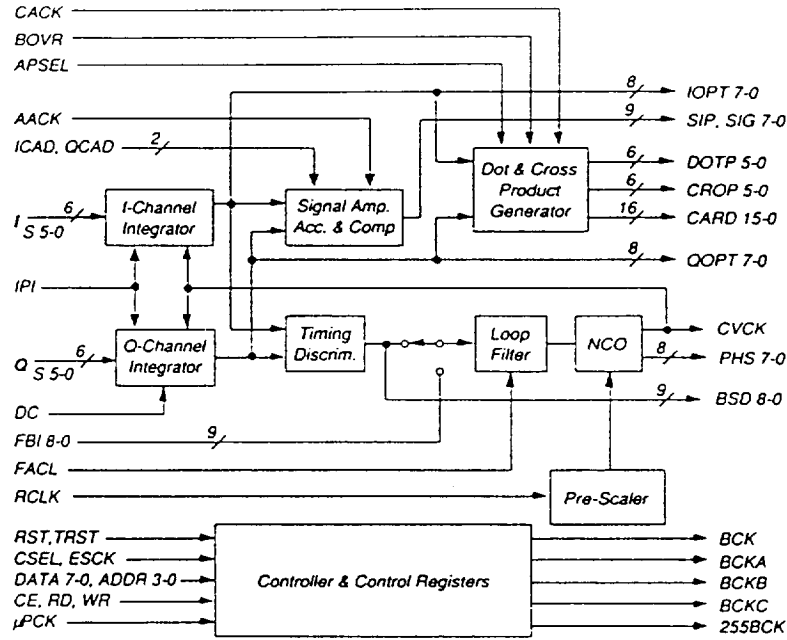 CACK
BOVR
APSEL
8
IOPT 7-0
9
SIP, SIG 7-0
AACK
ICAD, QCAD
2
6
DOTP 5-0
6
CROP 5-0
16
CARD 15-0
Dot & Cross
Product
Generator
I
6
S 5-0
I-Channel
Integrator
Signal Amp.
Acc. & Comp
8
QOPT 7-0
IPI
Q
6
S 5-0
Q-Channel
Integrator
Timing
Discrim.
Loop
Filter
NCO
CVCK
8
PHS 7-0
9
BSD 8-0
DC
FBI 8-0
9
FACL
RCLK
Pre-Scaler
RST,TRST
CSEL, ESCK
DATA 7-0, ADDR 3-0
CE, RD, WR
µPCK
Controller & Control Registers
BCK
BCKA
BCKB
BCKC
255BCK